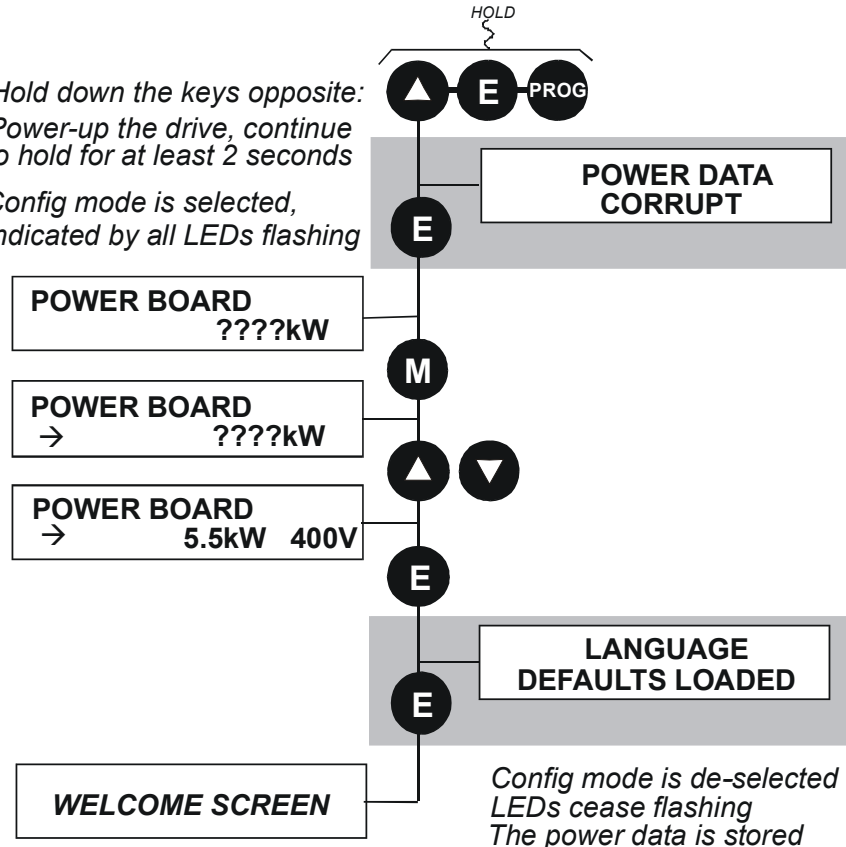 HOLD
Hold down the keys opposite:
E PROG
Power-up the drive, continue
to hold for at least 2 seconds
POWER DATA
CORRUPT
Config mode is selected,
indicated by all LEDs flashing
E
POWER BOARD
????kW
M
POWER BOARD
→ ????kW
POWER BOARD
→ 5.5kW 400V
E
LANGUAGE
DEFAULTS LOADED
E
WELCOME SCREEN
Config mode is de-selected
LEDs cease flashing
The power data is stored